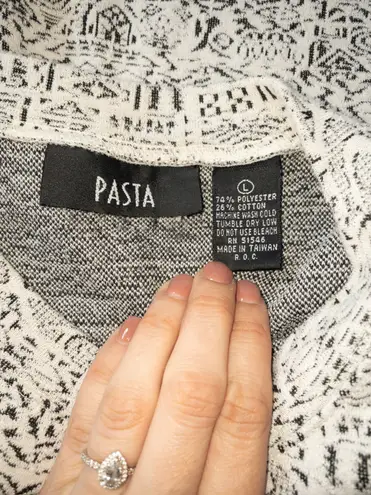 PASTA
L
74% POLYESTER
26% COTTON
MACHINE WASH COLD
TUMBLE DRY LOW
DO NOT USE BLEACH
RN 51546
MADE IN TAIWAN
R.O.C.